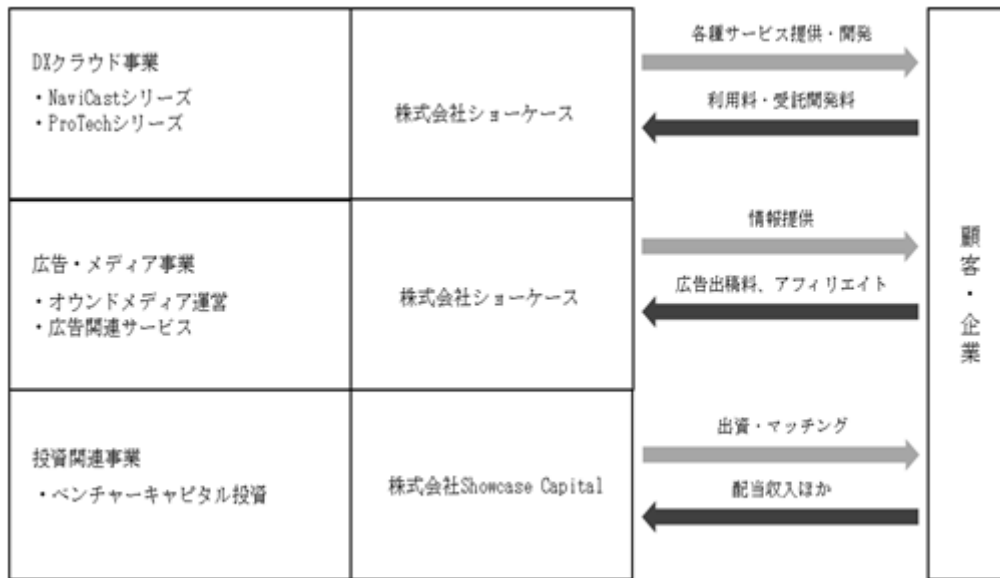 DXクラウド事業
・NaviCastシリーズ
・ProTechシリーズ
株式会社ショーケース
各種サービス提供・開発
利用料・受託開発料
広告・メディア事業
・オウンドメディア運営
・広告関連サービス
株式会社ショーケース
情報提供
広告出稿料、アフィリエイト
投資関連事業
・ベンチャーキャピタル投資
株式会社Showcase Capital
出資・マッチング
配当収入ほか
顧客・企業